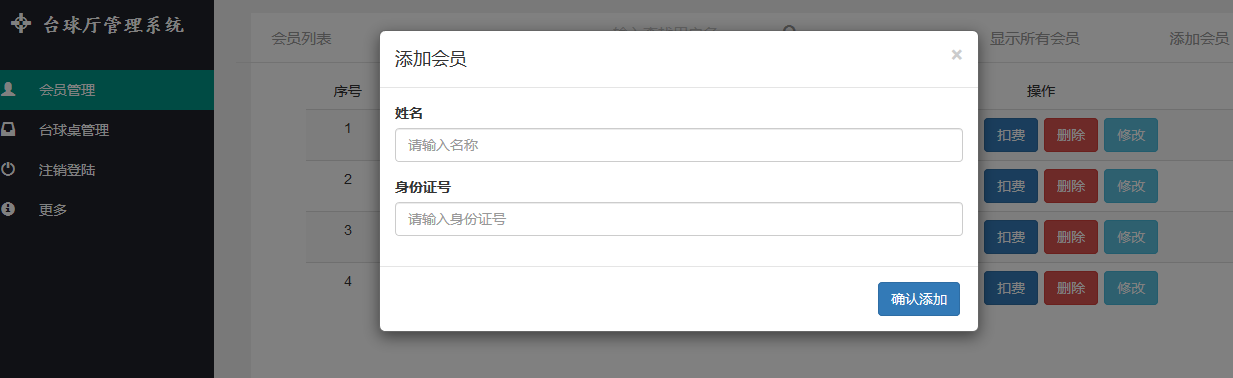 台球厅管理系统
会员管理
台球桌管理
注销登陆
更多
会员列表
显示所有会员
添加会员
序号
操作
1
扣费 删除 修改
2
扣费 删除 修改
3
扣费 删除 修改
4
扣费 删除 修改
添加会员
×
姓名
请输入名称
身份证号
请输入身份证号
确认添加